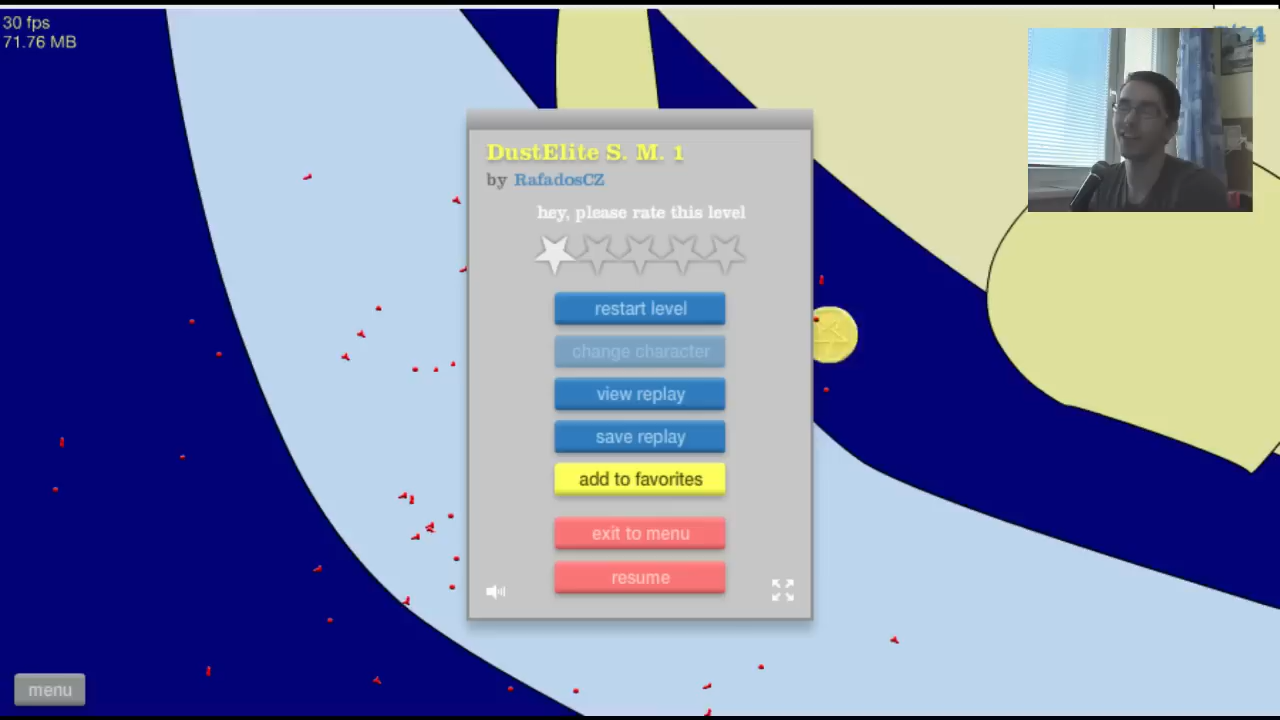 30 fps
71.76 MB
DustElite S. M. 1
by RafadosCZ
hey, please rate this level
restart level
change character
view replay
save replay
add to favorites
exit to menu
resume
menu